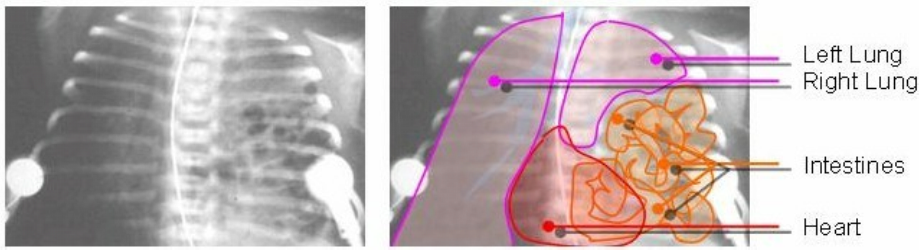 Left Lung
Right Lung
Intestines
Heart